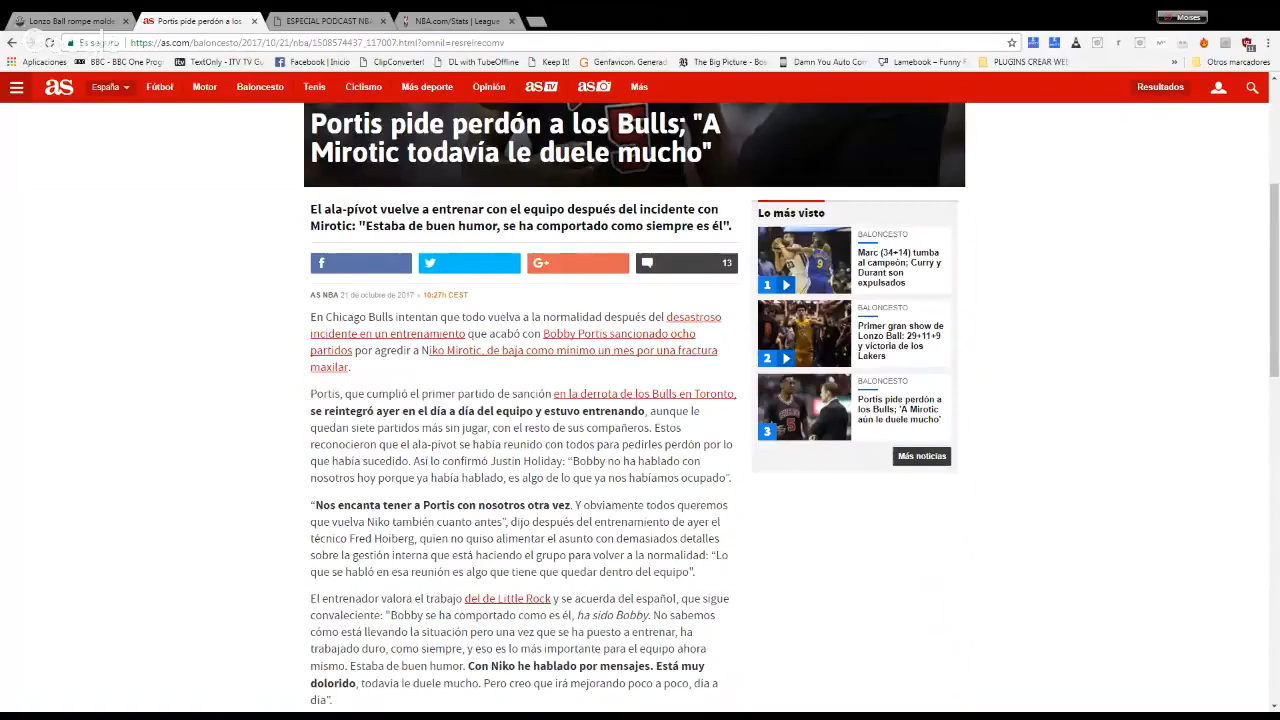 Lonzo Ball rompe molde
Portis pide perdón a los
ESPECIAL PODCAST NBA
NBA.com/Stats | League
Moises
Es seguro
https://as.com/baloncesto/2017/10/21/nba/1508574437_117007.html?omnil=resrelrecomv
Aplicaciones
BBC - BBC One Prog
TextOnly - ITV TV Gu
Facebook | Inicio
ClipConverter!
DL with TubeOffline
Keep It!
Genfavicon. Generad
The Big Picture - Bos
Damn You Auto Corr
Lamebook – Funny F
PLUGINS CREAR WEB
Otros marcadores
as
España
Fútbol
Motor
Baloncesto
Tenis
Ciclismo
Más deporte
Opinión
as TV
as
Más
Resultados
Portis pide perdón a los Bulls; "A
Mirotic todavía le duele mucho"
El ala-pívot vuelve a entrenar con el equipo después del incidente con
Mirotic: "Estaba de buen humor, se ha comportado como siempre es él".
13
AS NBA 21 de octubre de 2017 • 10:27h CEST
En Chicago Bulls intentan que todo vuelva a la normalidad después del desastroso
incidente en un entrenamiento que acabó con Bobby Portis sancionado ocho
partidos por agredir a Niko Mirotic, de baja como mínimo un mes por una fractura
maxilar.
Portis, que cumplió el primer partido de sanción en la derrota de los Bulls en Toronto,
se reintegró ayer en el día a día del equipo y estuvo entrenando, aunque le
quedan siete partidos más sin jugar, con el resto de sus compañeros. Estos
reconocieron que el ala-pivot se había reunido con todos para pedirles perdón por lo
que había sucedido. Así lo confirmó Justin Holiday: “Bobby no ha hablado con
nosotros hoy porque ya había hablado, es algo de lo que ya nos habíamos ocupado”.
“Nos encanta tener a Portis con nosotros otra vez. Y obviamente todos queremos
que vuelva Niko también cuanto antes”, dijo después del entrenamiento de ayer el
técnico Fred Hoiberg, quien no quiso alimentar el asunto con demasiados detalles
sobre la gestión interna que está haciendo el grupo para volver a la normalidad: “Lo
que se habló en esa reunión es algo que tiene que quedar dentro del equipo".
El entrenador valora el trabajo del de Little Rock y se acuerda del español, que sigue
convaleciente: "Bobby se ha comportado como es él, ha sido Bobby. No sabemos
cómo está llevando la situación pero una vez que se ha puesto a entrenar, ha
trabajado duro, como siempre, y eso es lo más importante para el equipo ahora
mismo. Estaba de buen humor. Con Niko he hablado por mensajes. Está muy
dolorido, todavía le duele mucho. Pero creo que irá mejorando poco a poco, día a
día”.
Lo más visto
1
BALONCESTO
Marc (34+14) tumba
al campeón; Curry y
Durant son
expulsados
2
BALONCESTO
Primer gran show de
Lonzo Ball: 29+11+9
y victoria de los
Lakers
3
BALONCESTO
Portis pide perdón a
los Bulls; 'A Mirotic
aún le duele mucho'
Más noticias